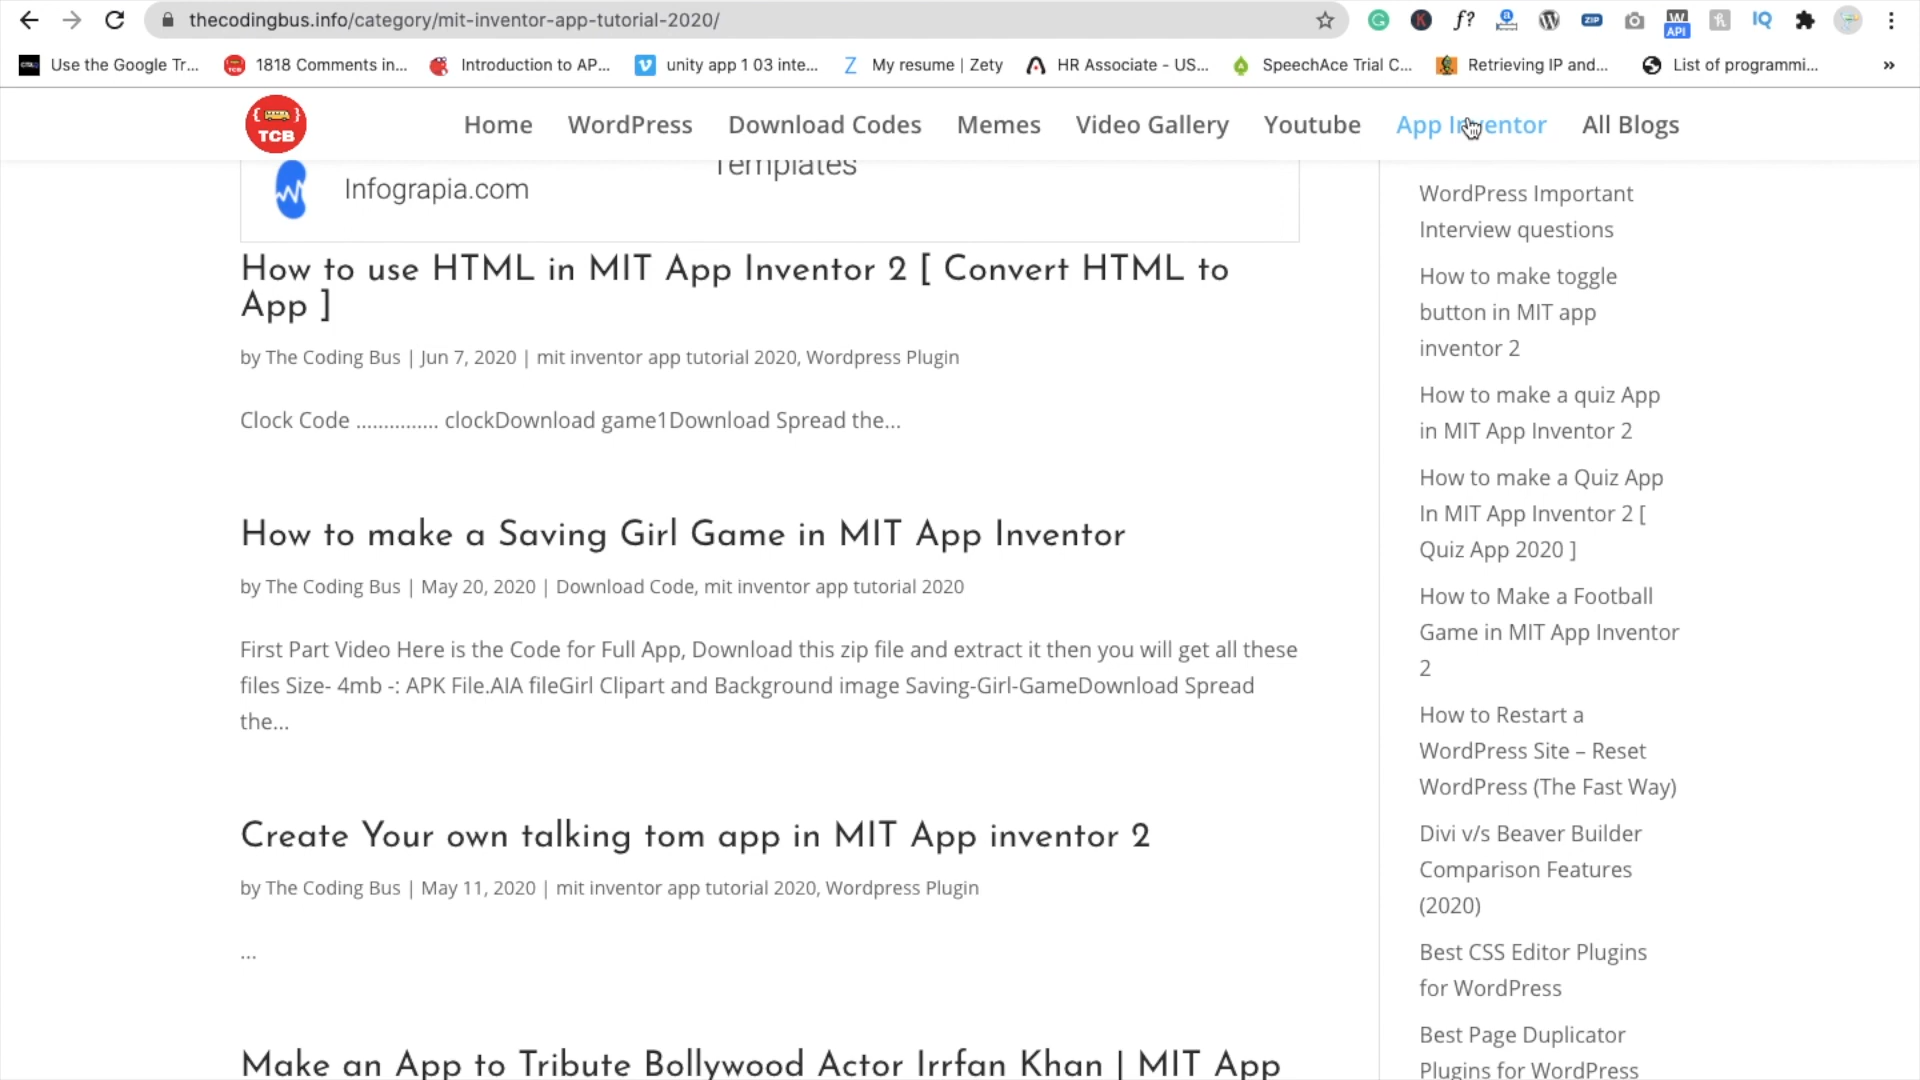 thecodingbus.info/category/mit-inventor-app-tutorial-2020/
Use the Google Tr...
1818 Comments in...
Introduction to AP...
unity app 1 03 inte...
My resume | Zety
HR Associate - US...
SpeechAce Trial C...
Retrieving IP and...
List of programmi...
»
TCB
Home
WordPress
Download Codes
Memes
Video Gallery
Youtube
App Inventor
All Blogs
Templates
Infograpia.com
How to use HTML in MIT App Inventor 2 [ Convert HTML to
App ]
by The Coding Bus | Jun 7, 2020 | mit inventor app tutorial 2020, Wordpress Plugin
Clock Code ............... clockDownload game1Download Spread the...
How to make a Saving Girl Game in MIT App Inventor
by The Coding Bus | May 20, 2020 | Download Code, mit inventor app tutorial 2020
First Part Video Here is the Code for Full App, Download this zip file and extract it then you will get all these
files Size- 4mb -: APK File.AIA fileGirl Clipart and Background image Saving-Girl-GameDownload Spread
the...
Create Your own talking tom app in MIT App inventor 2
by The Coding Bus | May 11, 2020 | mit inventor app tutorial 2020, Wordpress Plugin
...
Make an App to Tribute Bollywood Actor Irrfan Khan | MIT App
WordPress Important
Interview questions
How to make toggle
button in MIT app
inventor 2
How to make a quiz App
in MIT App Inventor 2
How to make a Quiz App
In MIT App Inventor 2 [
Quiz App 2020 ]
How to Make a Football
Game in MIT App Inventor
2
How to Restart a
WordPress Site – Reset
WordPress (The Fast Way)
Divi v/s Beaver Builder
Comparison Features
(2020)
Best CSS Editor Plugins
for WordPress
Best Page Duplicator
Plugins for WordPress